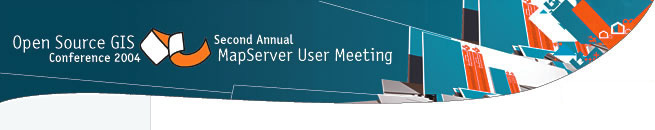 Open Source GIS
Conference 2004
Second Annual
MapServer User Meeting